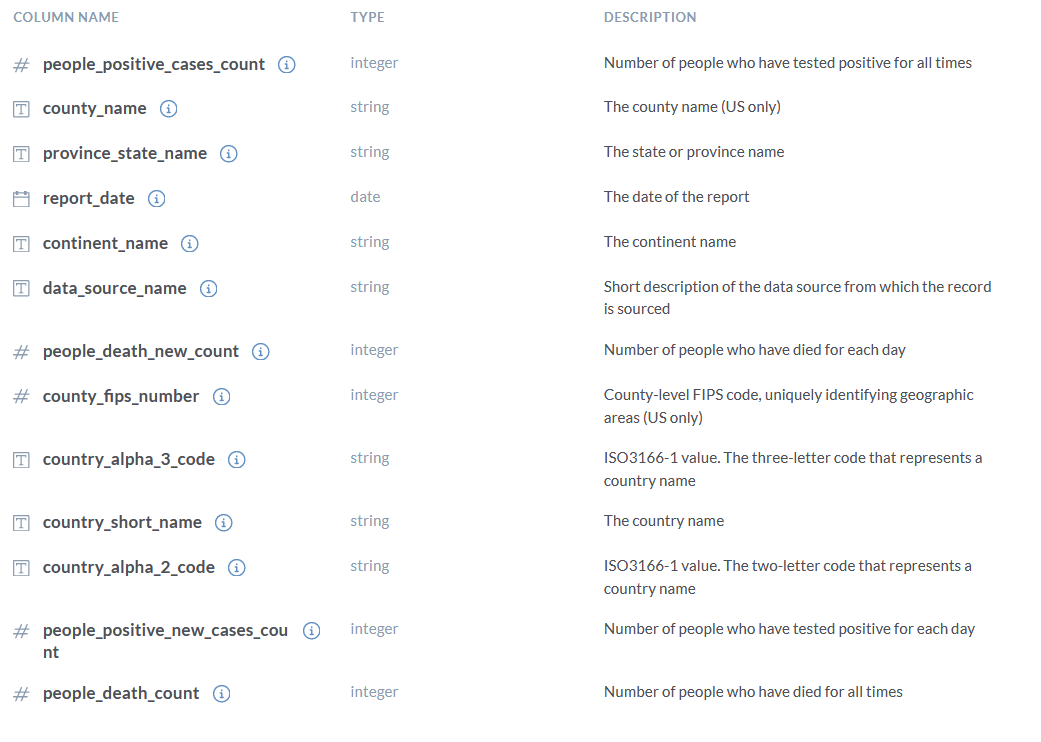 COLUMN NAME TYPE DESCRIPTION
people_positive_cases_count integer Number of people who have tested positive for all times
county_name string The county name (US only)
province_state_name string The state or province name
report_date date The date of the report
continent_name string The continent name
data_source_name string Short description of the data source from which the record
is sourced
people_death_new_count integer Number of people who have died for each day
county_fips_number integer County-level FIPS code, uniquely identifying geographic
areas (US only)
country_alpha_3_code string ISO3166-1 value. The three-letter code that represents a
country name
country_short_name string The country name
country_alpha_2_code string ISO3166-1 value. The two-letter code that represents a
country name
people_positive_new_cases_cou integer Number of people who have tested positive for each day
nt
people_death_count integer Number of people who have died for all times